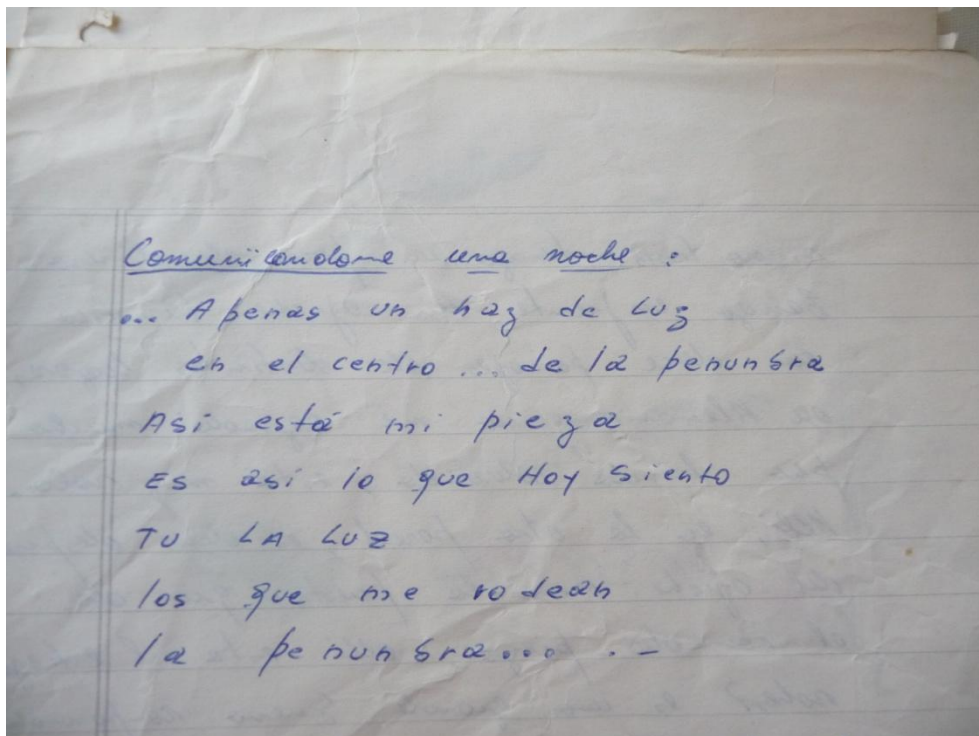 Comunicandome una noche :
... Apenas un haz de Luz
en el centro ... de la penunbra
Así está mi pieza
Es así lo que Hoy siento
TU LA LUZ
los que me rodean
la penunbra... . -